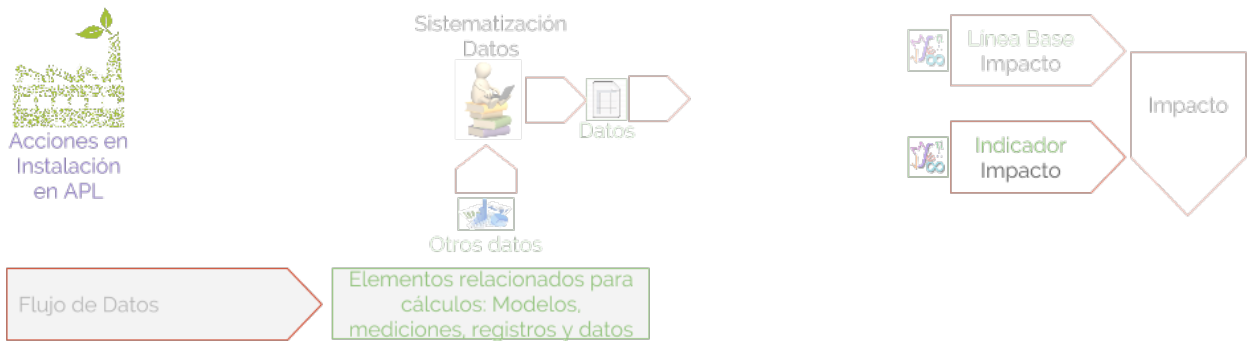 Acciones en
Instalación
en APL
Sistematización
Datos
Datos
Otros datos
Línea Base
Impacto
Indicador
Impacto
Impacto
Flujo de Datos
Elementos relacionados para
cálculos: Modelos,
mediciones, registros y datos